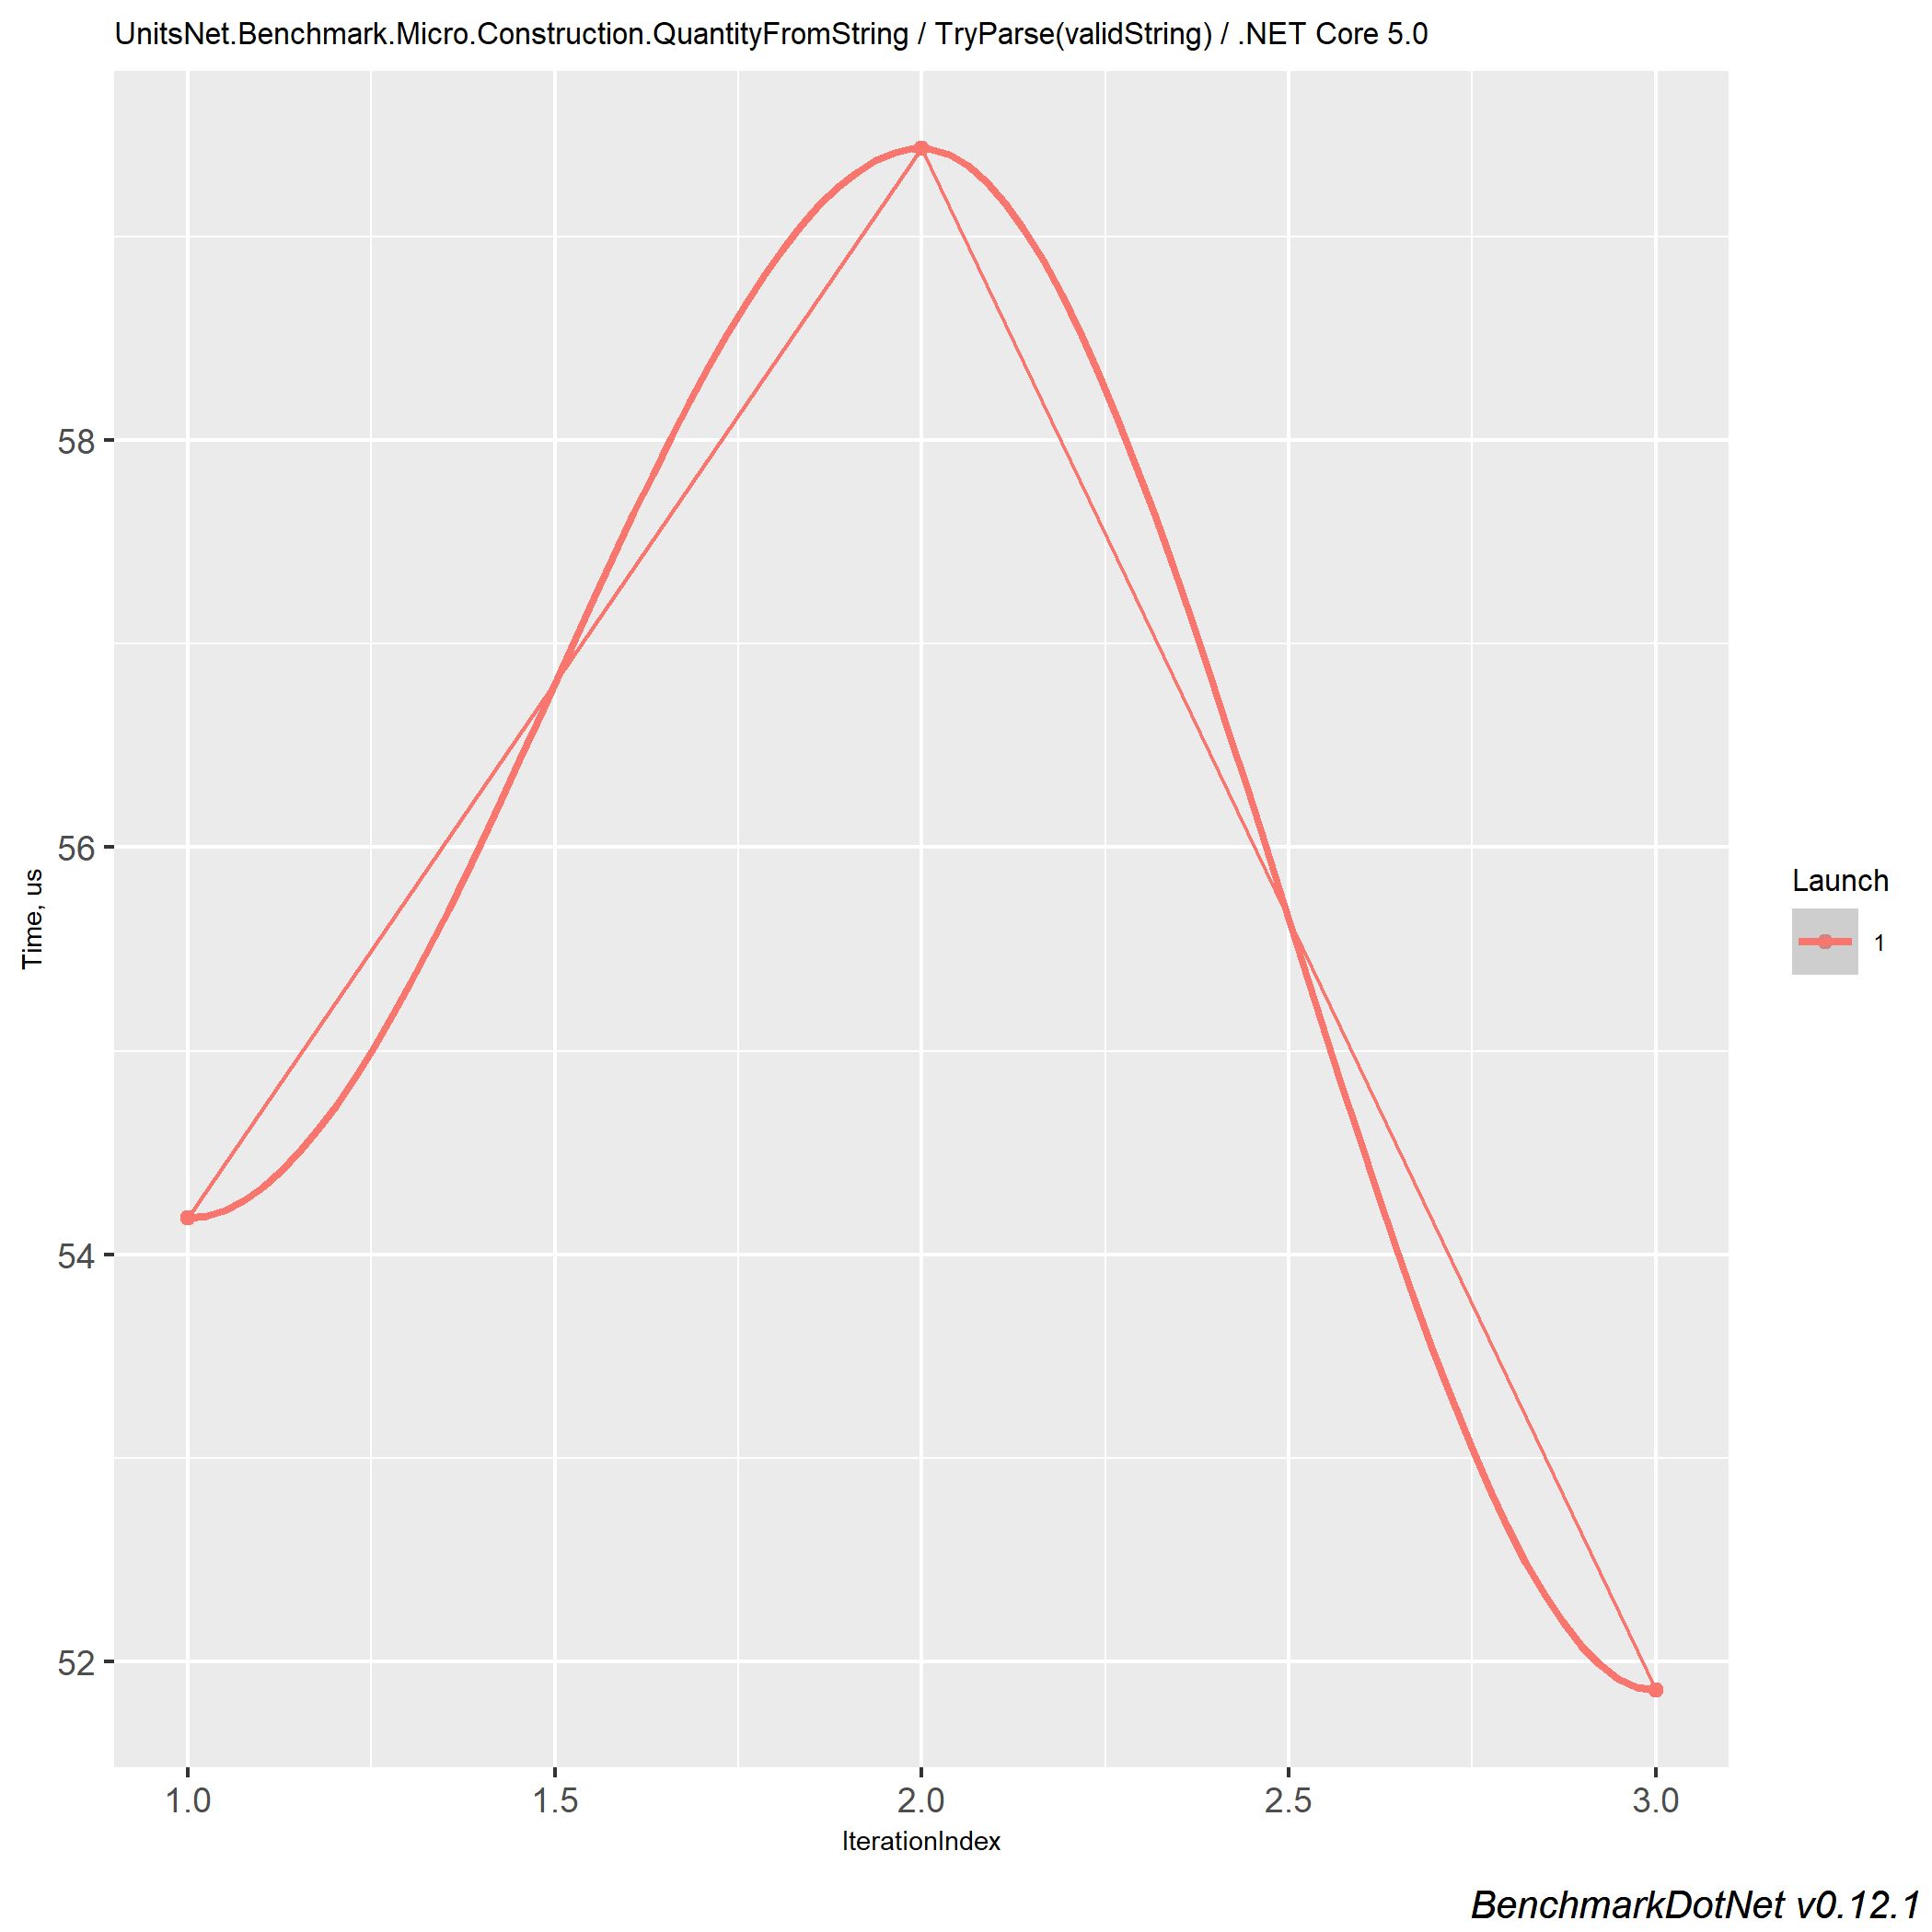 UnitsNet.Benchmark.Micro.Construction.QuantityFromString / TryParse(validString) / .NET Core 5.0
58
56
54
52
Time, us
1.0 1.5 2.0 2.5 3.0
IterationIndex
Launch
1
BenchmarkDotNet v0.12.1